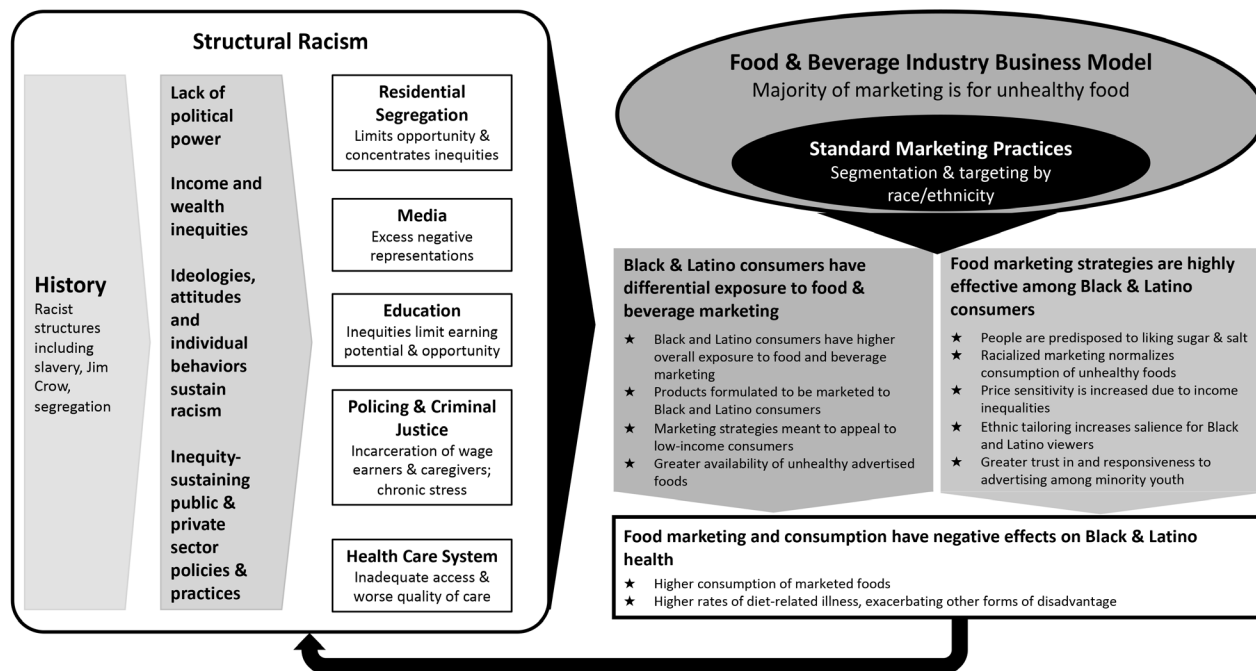 Structural Racism
History
Racist
structures
including
slavery, Jim
Crow,
segregation
Lack of
political
power
Income and
wealth
inequities
Ideologies,
attitudes
and
individual
behaviors
sustain
racism
Inequity-
sustaining
public &
private
sector
policies &
practices
Residential
Segregation
Limits opportunity &
concentrates inequities
Media
Excess negative
representations
Education
Inequities limit earning
potential & opportunity
Policing & Criminal
Justice
Incarceration of wage
earners & caregivers;
chronic stress
Health Care System
Inadequate access &
worse quality of care
Food & Beverage Industry Business Model
Majority of marketing is for unhealthy food
Standard Marketing Practices
Segmentation & targeting by
race/ethnicity
Black & Latino consumers have
differential exposure to food &
beverage marketing
★ Black and Latino consumers have higher
overall exposure to food and beverage
marketing
★ Products formulated to be marketed to
Black and Latino consumers
★ Marketing strategies meant to appeal to
low-income consumers
★ Greater availability of unhealthy advertised
foods
Food marketing strategies are highly
effective among Black & Latino
consumers
★ People are predisposed to liking sugar & salt
★ Racialized marketing normalizes
consumption of unhealthy foods
★ Price sensitivity is increased due to income
inequalities
★ Ethnic tailoring increases salience for Black
and Latino viewers
★ Greater trust in and responsiveness to
advertising among minority youth
Food marketing and consumption have negative effects on Black & Latino
health
★ Higher consumption of marketed foods
★ Higher rates of diet-related illness, exacerbating other forms of disadvantage